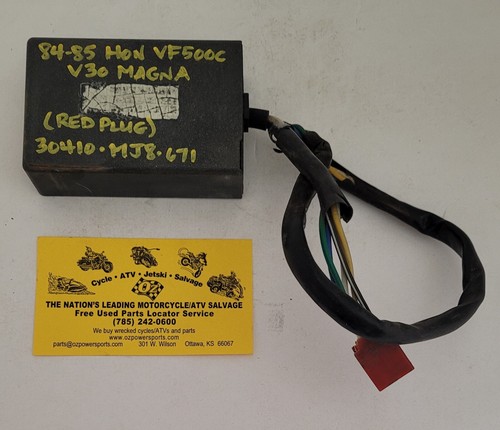 84-85 HON VF500C
V30 MAGNA
(RED PLUG)
30410-MJ8-671
Cycle • ATV • Jetski • Salvage
THE NATION'S LEADING MOTORCYCLE/ATV SALVAGE
Free Used Parts Locator Service
(785) 242-0600
We buy wrecked cycles/ATVs and parts
www.ozpowersports.com
parts@ozpowersports.com 301 W. Wilson Ottawa, KS 66067